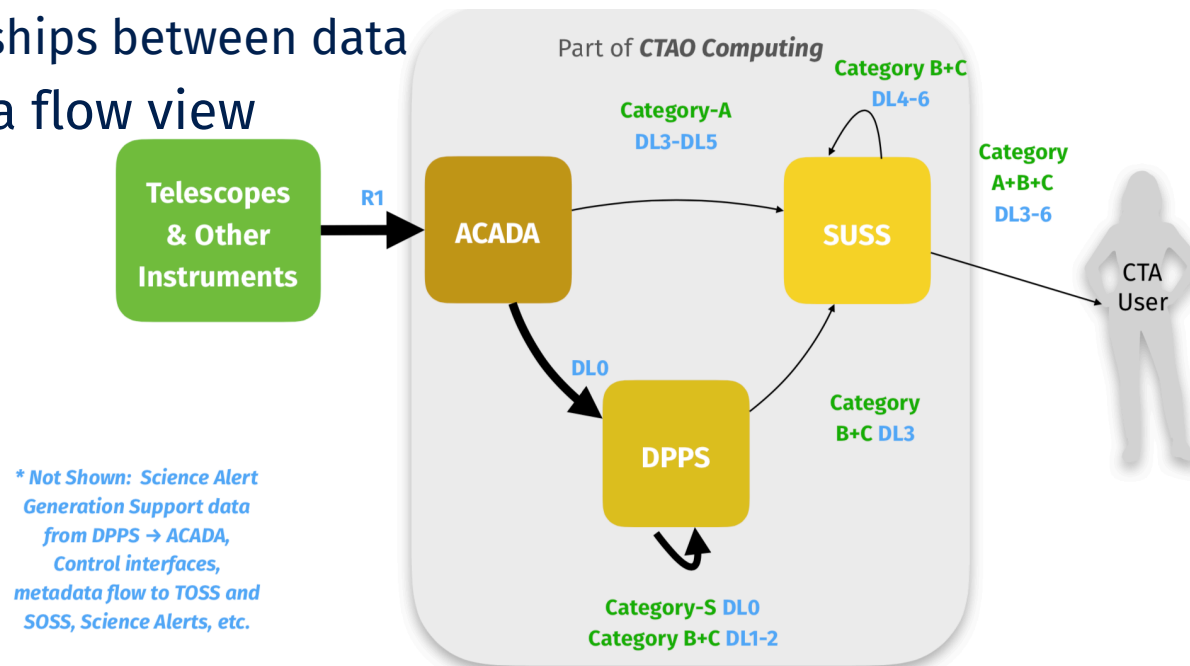 ships between data
a flow view
Part of CTAO Computing
Category B+C
DL4-6
Category-A
DL3-DL5
Category
A+B+C
DL3-6
Telescopes
& Other
Instruments
R1
ACADA
SUSS
CTA
User
DL0
Category
B+C DL3
DPPS
* Not Shown: Science Alert
Generation Support data
from DPPS → ACADA,
Control interfaces,
metadata flow to TOSS and
SOSS, Science Alerts, etc.
Category-S DL0
Category B+C DL1-2